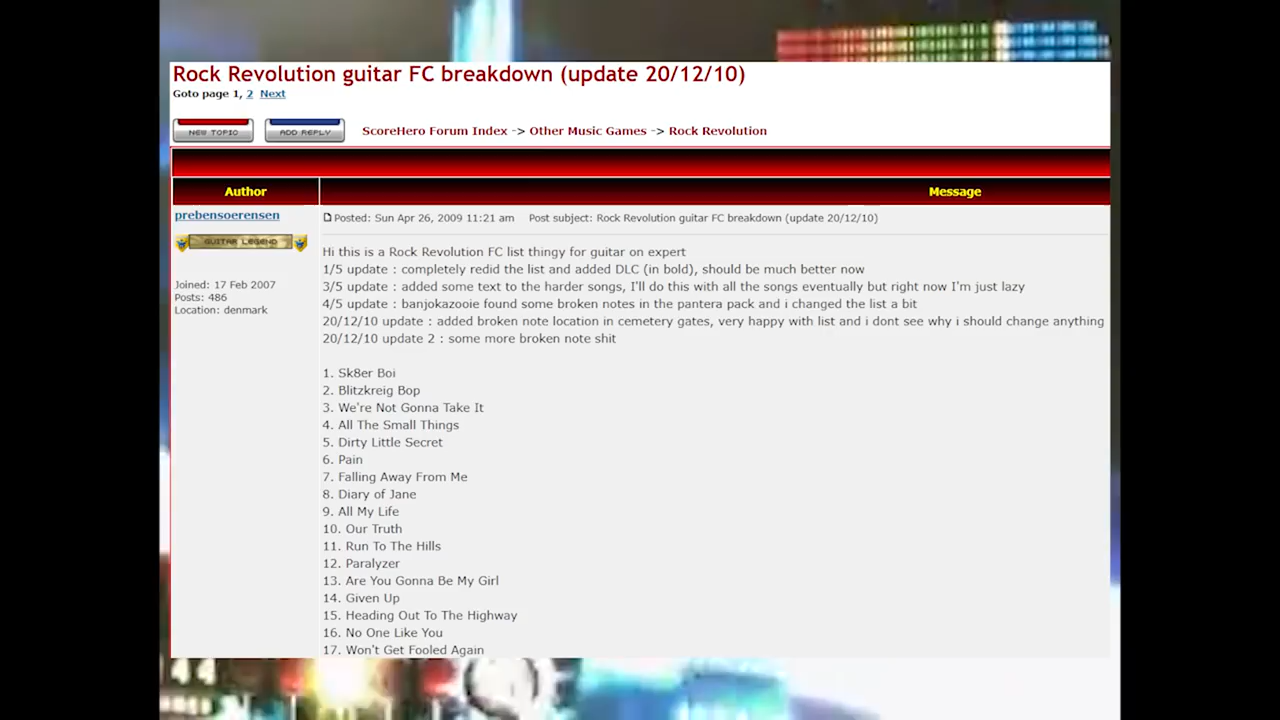 Rock Revolution guitar FC breakdown (update 20/12/10)
Goto page 1, 2 Next
NEW TOPIC ADD REPLY ScoreHero Forum Index -> Other Music Games -> Rock Revolution
Author Message
prebensoerensen
GUITAR LEGEND
Joined: 17 Feb 2007
Posts: 486
Location: denmark
Posted: Sun Apr 26, 2009 11:21 am Post subject: Rock Revolution guitar FC breakdown (update 20/12/10)
Hi this is a Rock Revolution FC list thingy for guitar on expert
1/5 update : completely redid the list and added DLC (in bold), should be much better now
3/5 update : added some text to the harder songs, I'll do this with all the songs eventually but right now I'm just lazy
4/5 update : banjokazooie found some broken notes in the pantera pack and i changed the list a bit
20/12/10 update : added broken note location in cemetery gates, very happy with list and i dont see why i should change anything
20/12/10 update 2 : some more broken note shit
1. Sk8er Boi
2. Blitzkreig Bop
3. We're Not Gonna Take It
4. All The Small Things
5. Dirty Little Secret
6. Pain
7. Falling Away From Me
8. Diary of Jane
9. All My Life
10. Our Truth
11. Run To The Hills
12. Paralyzer
13. Are You Gonna Be My Girl
14. Given Up
15. Heading Out To The Highway
16. No One Like You
17. Won't Get Fooled Again
44